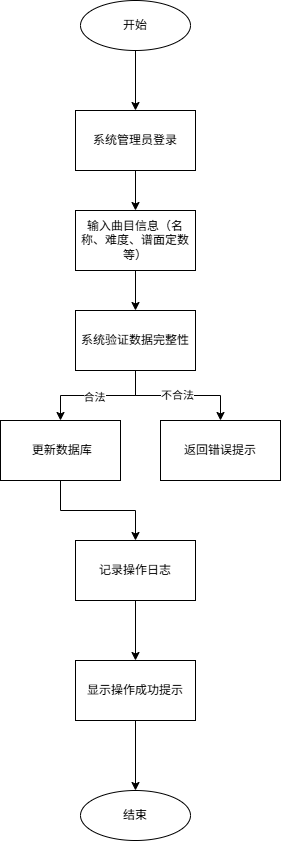 开始
系统管理员登录
输入曲目信息（名
称、难度、谱面定数
等）
系统验证数据完整性
合法
不合法
更新数据库
返回错误提示
记录操作日志
显示操作成功提示
结束